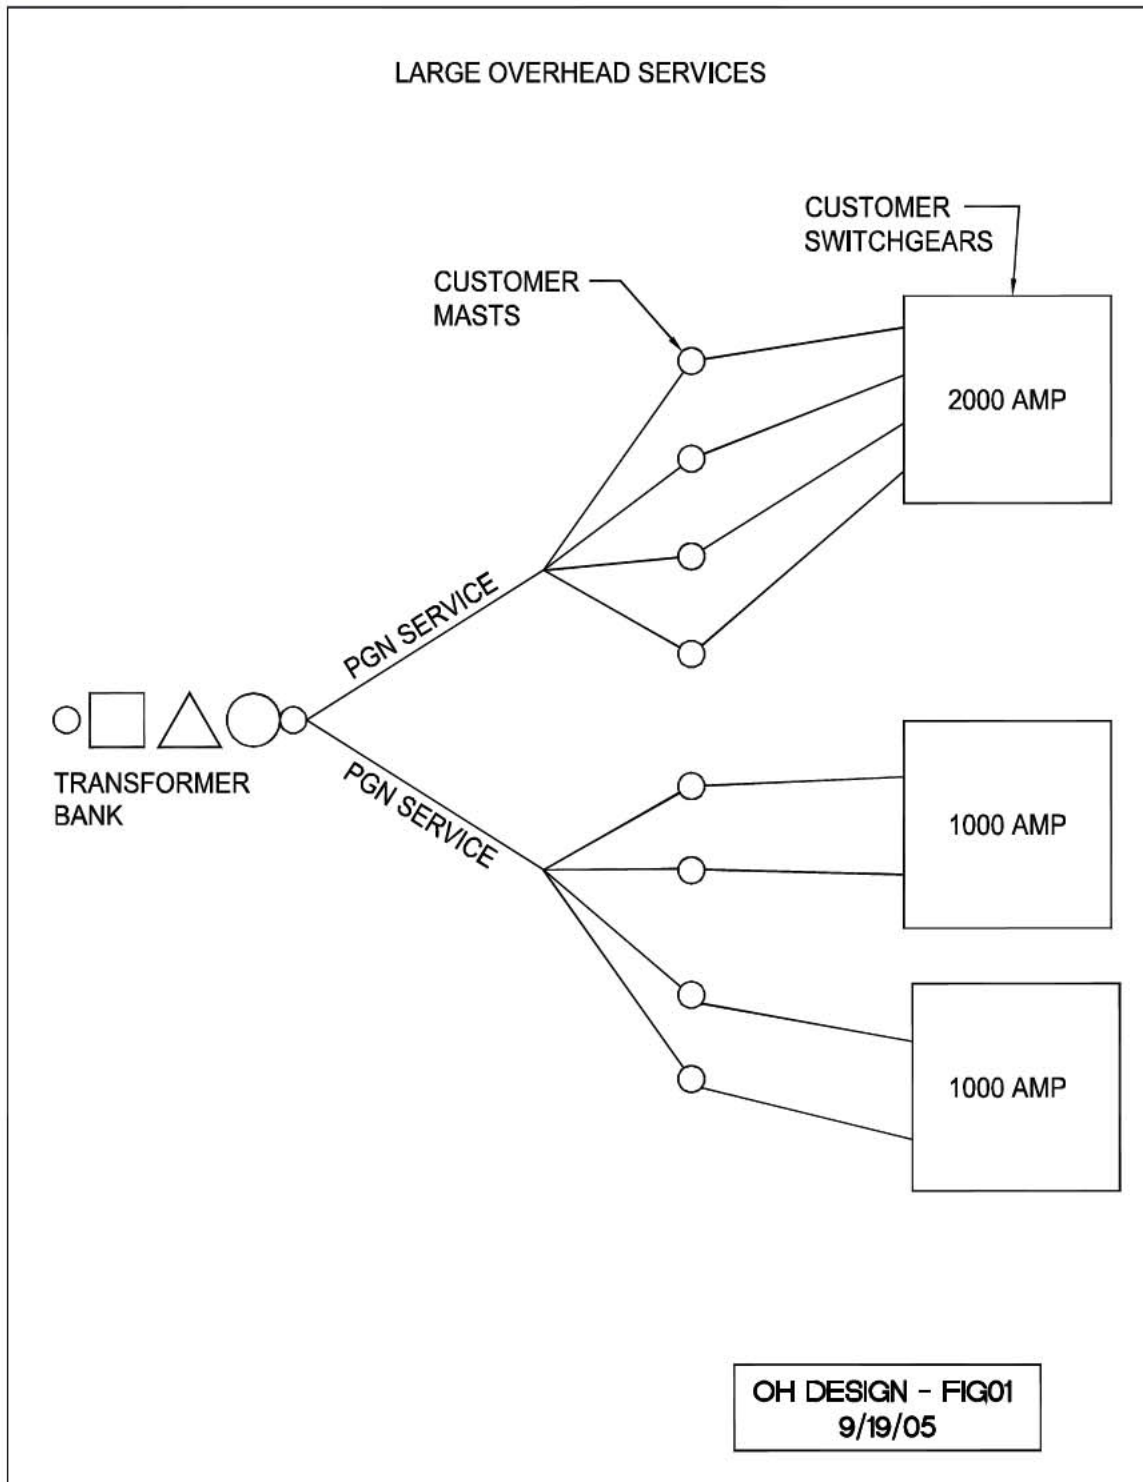 LARGE OVERHEAD SERVICES
CUSTOMER
SWITCHGEARS
CUSTOMER
MASTS
2000 AMP
PGN SERVICE
TRANSFORMER
BANK
PGN SERVICE
1000 AMP
1000 AMP
OH DESIGN - FIG01
9/19/05